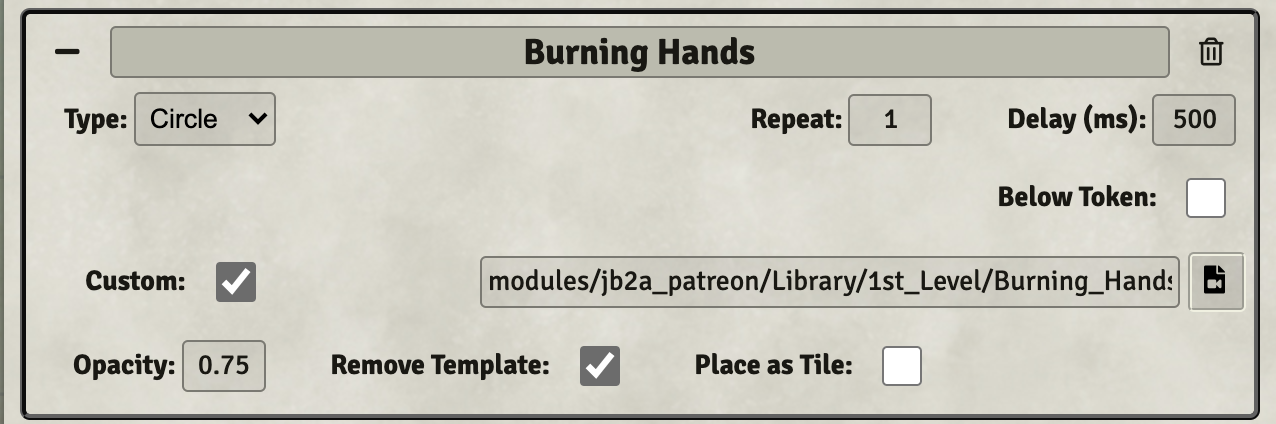 Burning Hands
Type: Circle Repeat: 1 Delay (ms): 500
Below Token:
Custom: modules/jb2a_patreon/Library/1st_Level/Burning_Hands
Opacity: 0.75 Remove Template: Place as Tile: